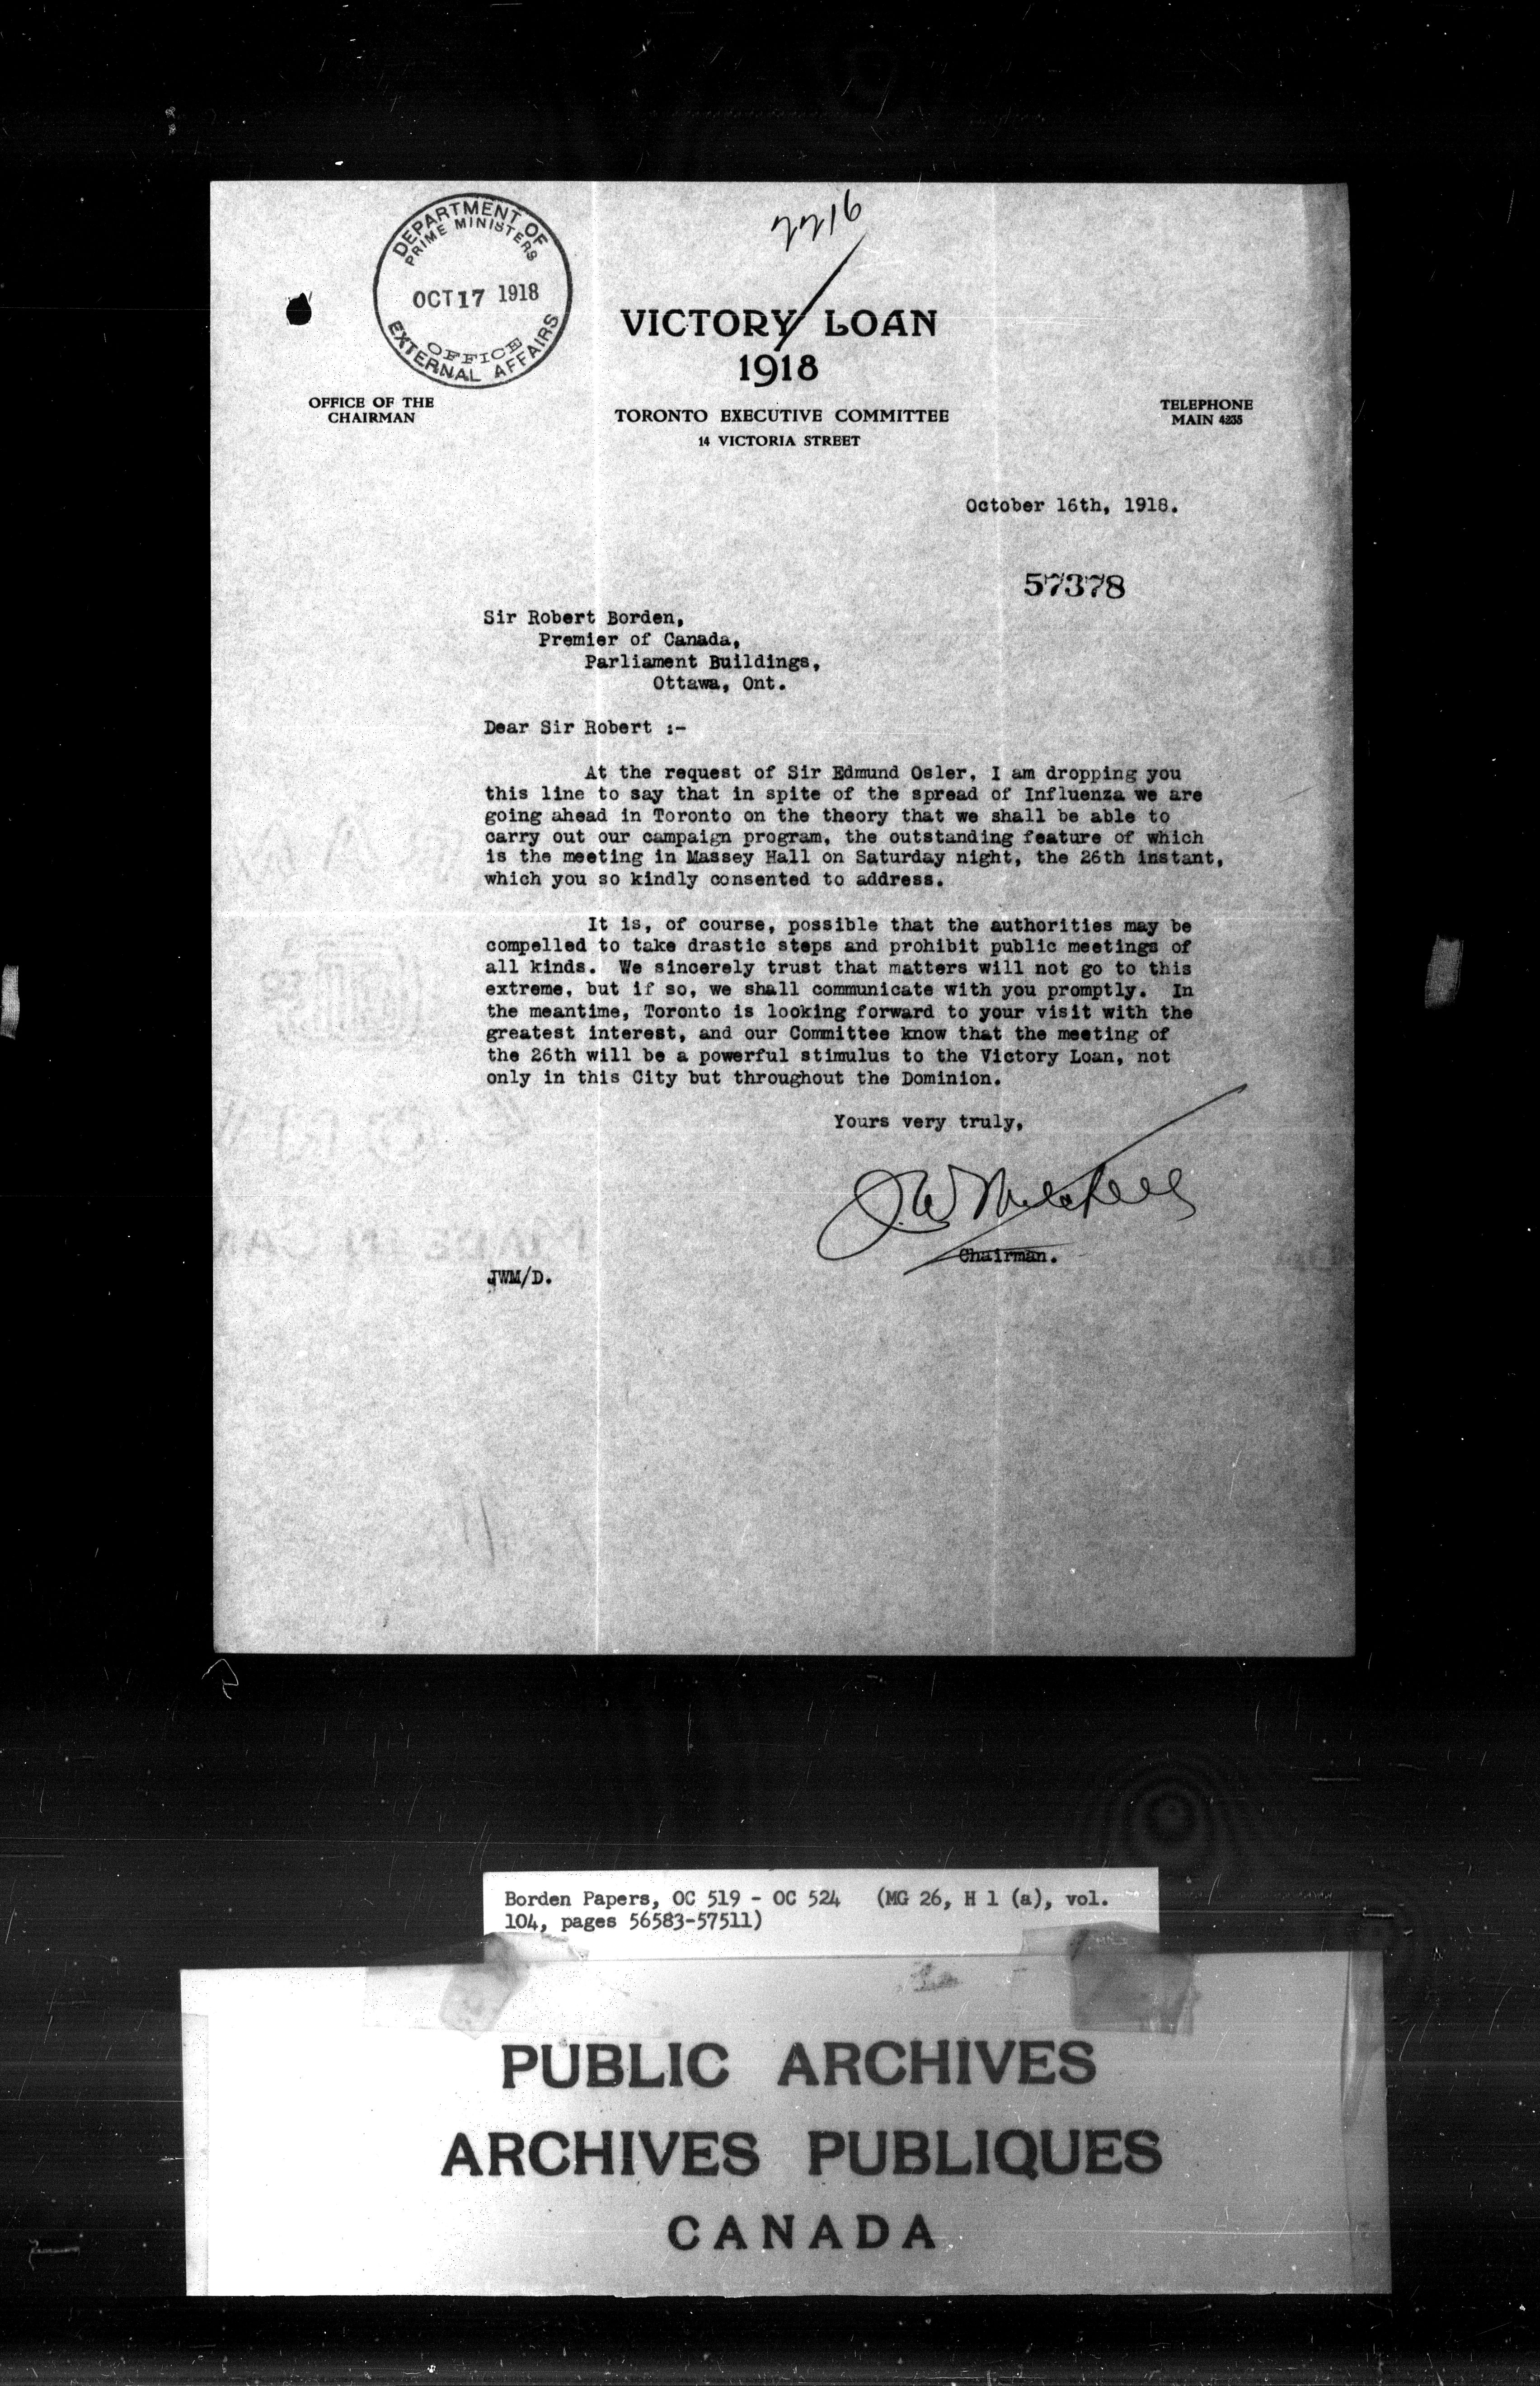 2216
DEPARTMENT OF
PRIME MINISTERS
OCT 17 1918
OFFICE
EXTERNAL AFFAIRS
VICTORY LOAN
1918
OFFICE OF THE
CHAIRMAN
TORONTO EXECUTIVE COMMITTEE
14 VICTORIA STREET
TELEPHONE
MAIN 4235
October 16th, 1918.
57378
Sir Robert Borden,
Premier of Canada,
Parliament Buildings,
Ottawa, Ont.
Dear Sir Robert :-
At the request of Sir Edmund Osler, I am dropping you
this line to say that in spite of the spread of Influenza we are
going ahead in Toronto on the theory that we shall be able to
carry out our campaign program, the outstanding feature of which
is the meeting in Massey Hall on Saturday night, the 26th instant,
which you so kindly consented to address.
It is, of course, possible that the authorities may be
compelled to take drastic steps and prohibit public meetings of
all kinds. We sincerely trust that matters will not go to this
extreme, but if so, we shall communicate with you promptly. In
the meantime, Toronto is looking forward to your visit with the
greatest interest, and our Committee know that the meeting of
the 26th will be a powerful stimulus to the Victory Loan, not
only in this City but throughout the Dominion.
Yours very truly,
J.W. Mitchell
Chairman.
JWM/D.
Borden Papers, OC 519 - OC 524 (MG 26, H 1 (a), vol.
104, pages 56583-57511)
PUBLIC ARCHIVES
ARCHIVES PUBLIQUES
CANADA